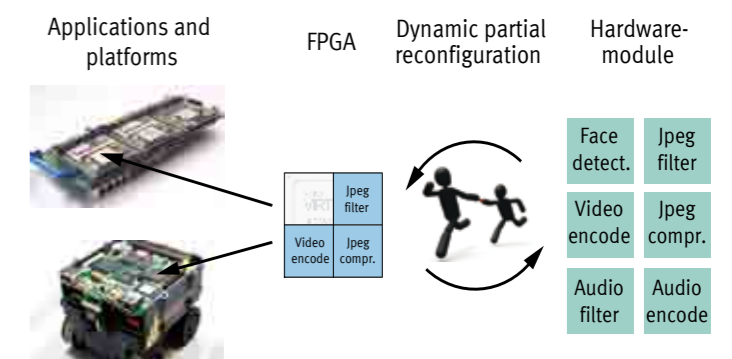 Applications and
platforms
FPGA
Dynamic partial
reconfiguration
Hardware-
module
Jpeg
filter
Video
encode
Jpeg
compr.
Face
detect.
Jpeg
filter
Video
encode
Jpeg
compr.
Audio
filter
Audio
encode